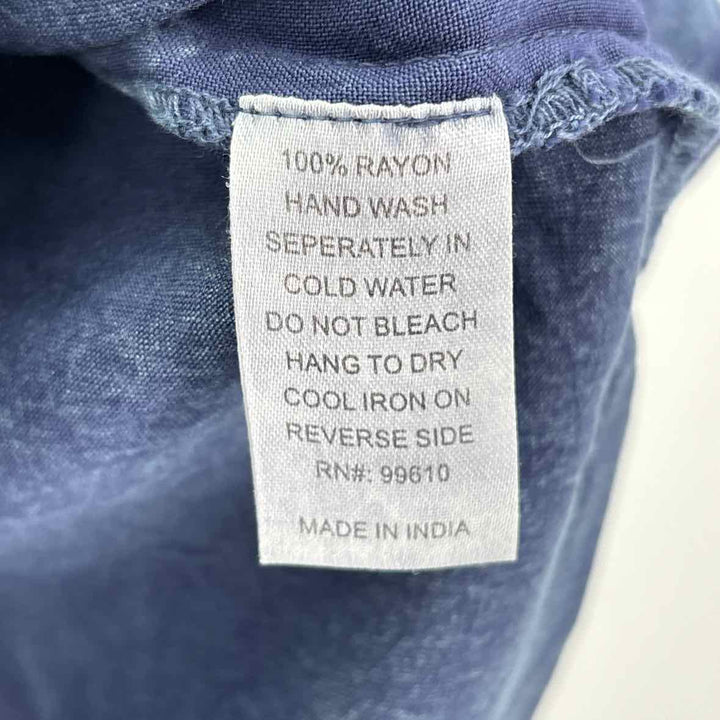 100% RAYON
HAND WASH
SEPERATELY IN
COLD WATER
DO NOT BLEACH
HANG TO DRY
COOL IRON ON
REVERSE SIDE
RN#: 99610
MADE IN INDIA